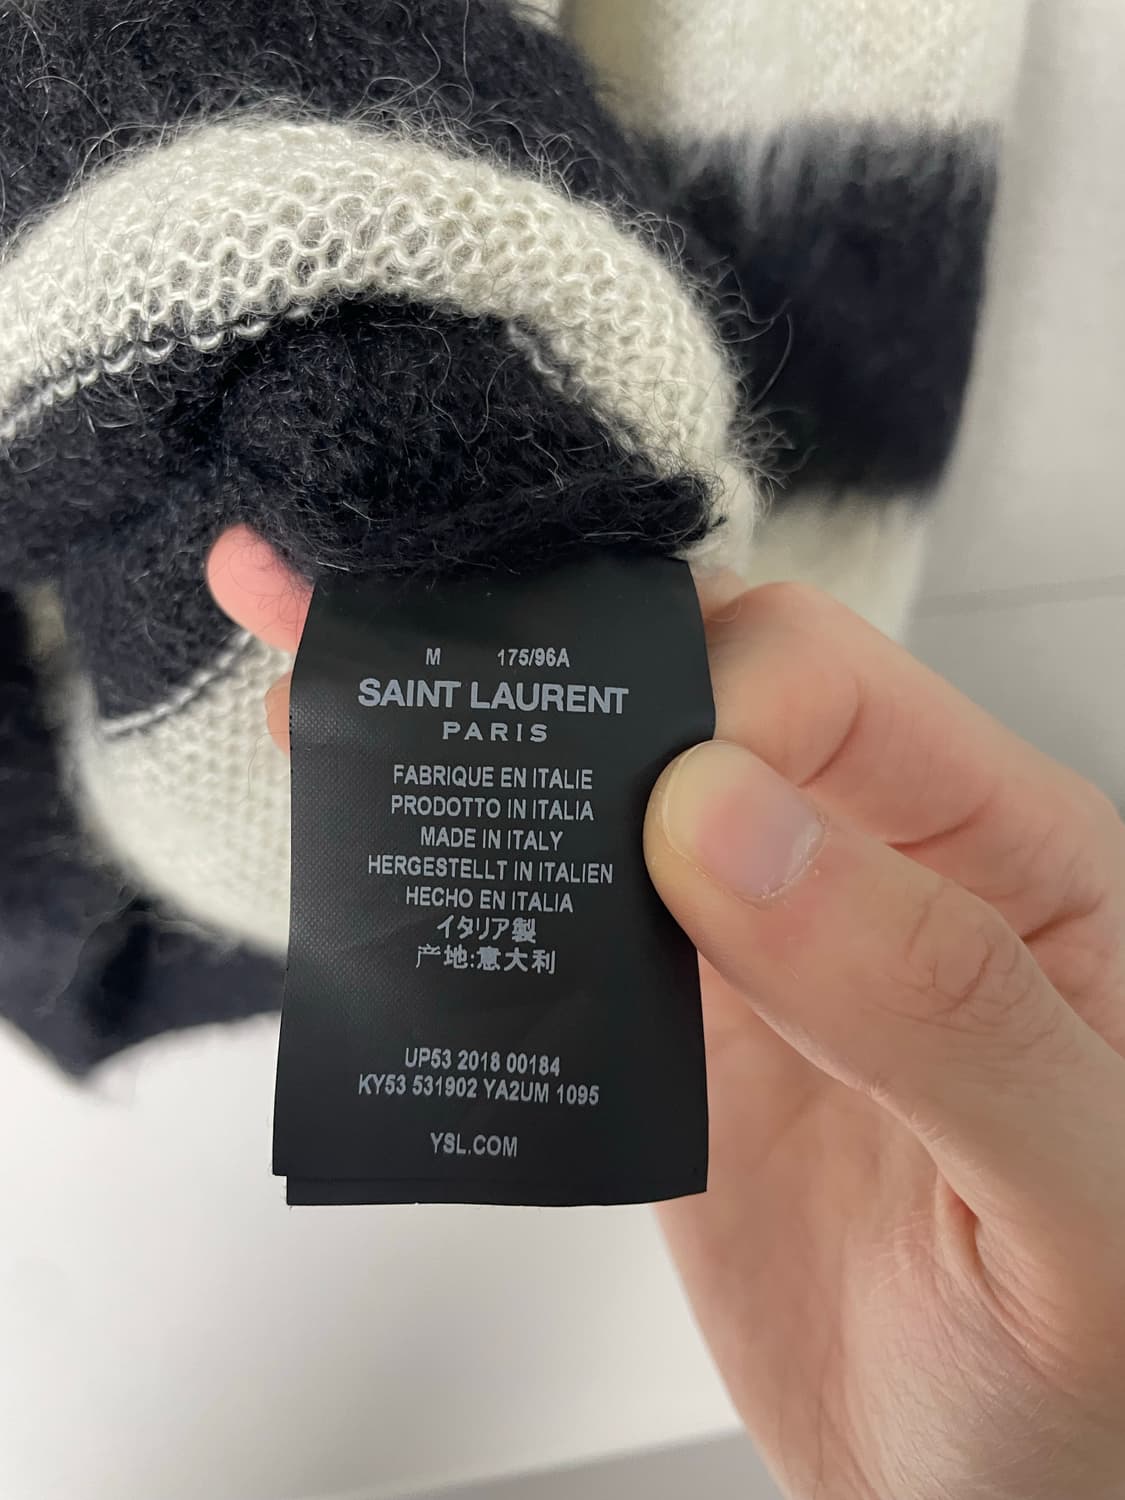 M 175/96A
SAINT LAURENT
PARIS
FABRIQUE EN ITALIE
PRODOTTO IN ITALIA
MADE IN ITALY
HERGESTELLT IN ITALIEN
HECHO EN ITALIA
イタリア製
产地:意大利
UP53 2018 00184
KY53 531902 YA2UM 1095
YSL.COM